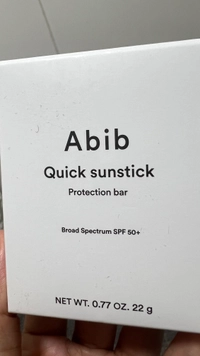 Abib
Quick sunstick
Protection bar
Broad Spectrum SPF 50+
NET WT. 0.77 OZ. 22 g